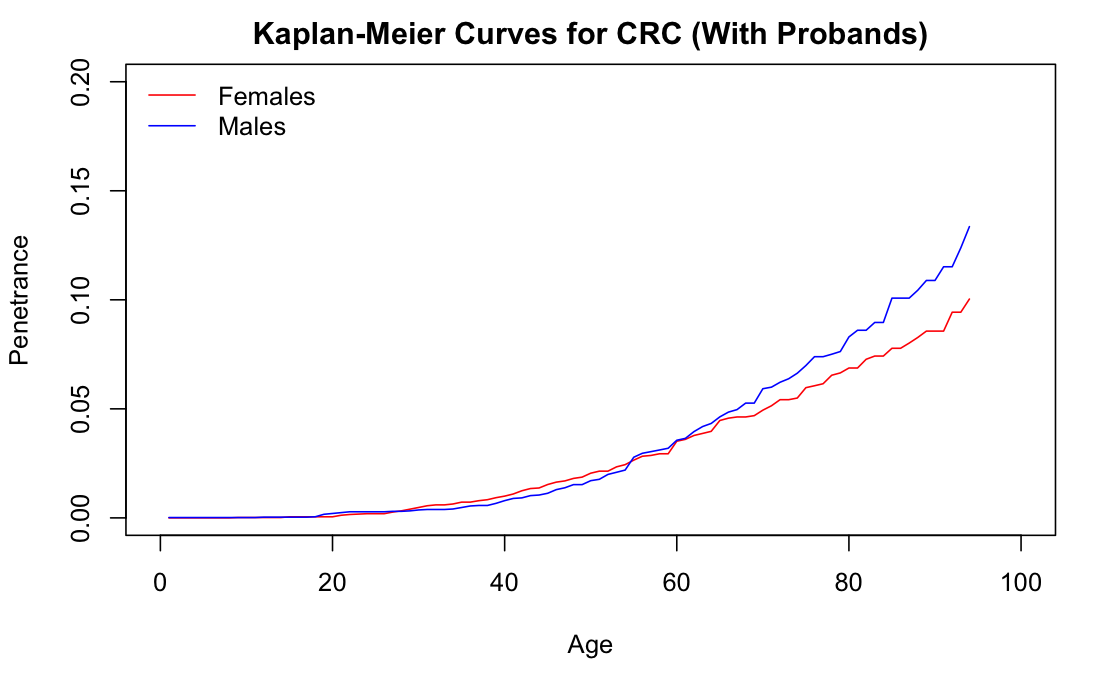 Kaplan-Meier Curves for CRC (With Probands)
Females
Males
Penetrance
0.20
0.15
0.10
0.05
0.00
0 20 40 60 80 100
Age